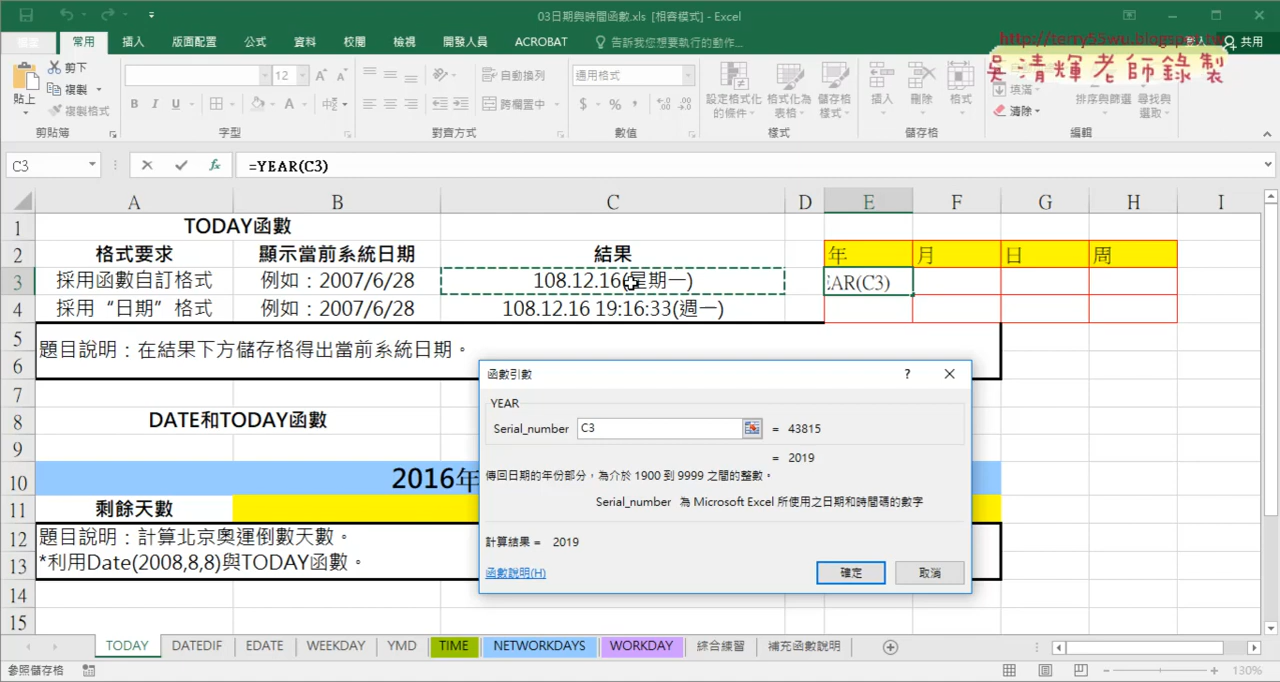 03日期與時間函數.xls [相容模式] - Excel
常用 插入 版面配置 公式 資料 校閱 檢視 開發人員 ACROBAT 告訴我您想要執行的動作... 共用
http://terry55wu.blogspot.tw
吳清輝老師錄製
貼上 剪下 複製 複製格式 剪貼簿
12 B I U 字型
自動換列 跨欄置中 對齊方式
通用格式 $ % , 數值
設定格式化的條件 格式化為表格 儲存格樣式 樣式
插入 刪除 格式 儲存格
填滿 清除 排序與篩選 尋找與選取 編輯
C3 fx =YEAR(C3)
A B C D E F G H I
1 TODAY函數
2 格式要求 顯示當前系統日期 結果 年 月 日 周
3 採用函數自訂格式 例如：2007/6/28 108.12.16(星期一) EAR(C3)
4 採用“日期”格式 例如：2007/6/28 108.12.16 19:16:33(週一)
5
6 題目說明：在結果下方儲存格得出當前系統日期。
7
8 DATE和TODAY函數
9
10 2016年
11 剩餘天數
12 題目說明：計算北京奧運倒數天數。
13 *利用Date(2008,8,8)與TODAY函數。
14
15
函數引數 ?
YEAR
Serial_number C3 = 43815
= 2019
傳回日期的年份部分，為介於 1900 到 9999 之間的整數。
Serial_number 為 Microsoft Excel 所使用之日期和時間碼的數字
計算結果 = 2019
函數說明(H) 確定 取消
TODAY DATEDIF EDATE WEEKDAY YMD TIME NETWORKDAYS WORKDAY 綜合練習 補充函數說明
參照儲存格 130%